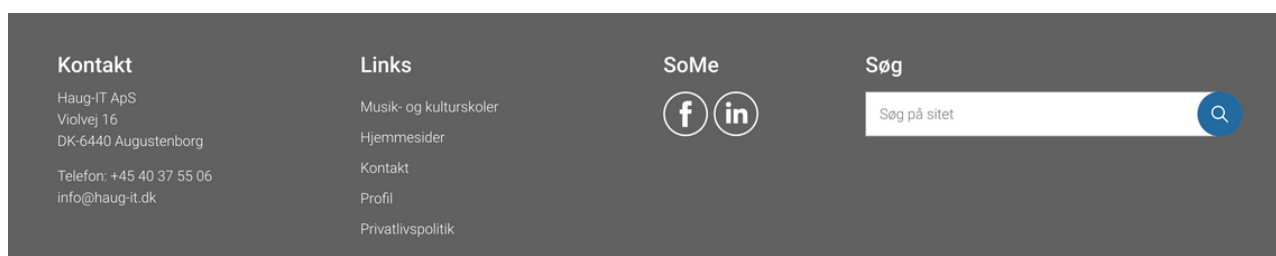 Kontakt
Haug-IT ApS
Violvej 16
DK-6440 Augustenborg
Telefon: +45 40 37 55 06
info@haug-it.dk
Links
Musik- og kulturskoler
Hjemmesider
Kontakt
Profil
Privatlivspolitik
SoMe
f in
Søg
Søg på sitet